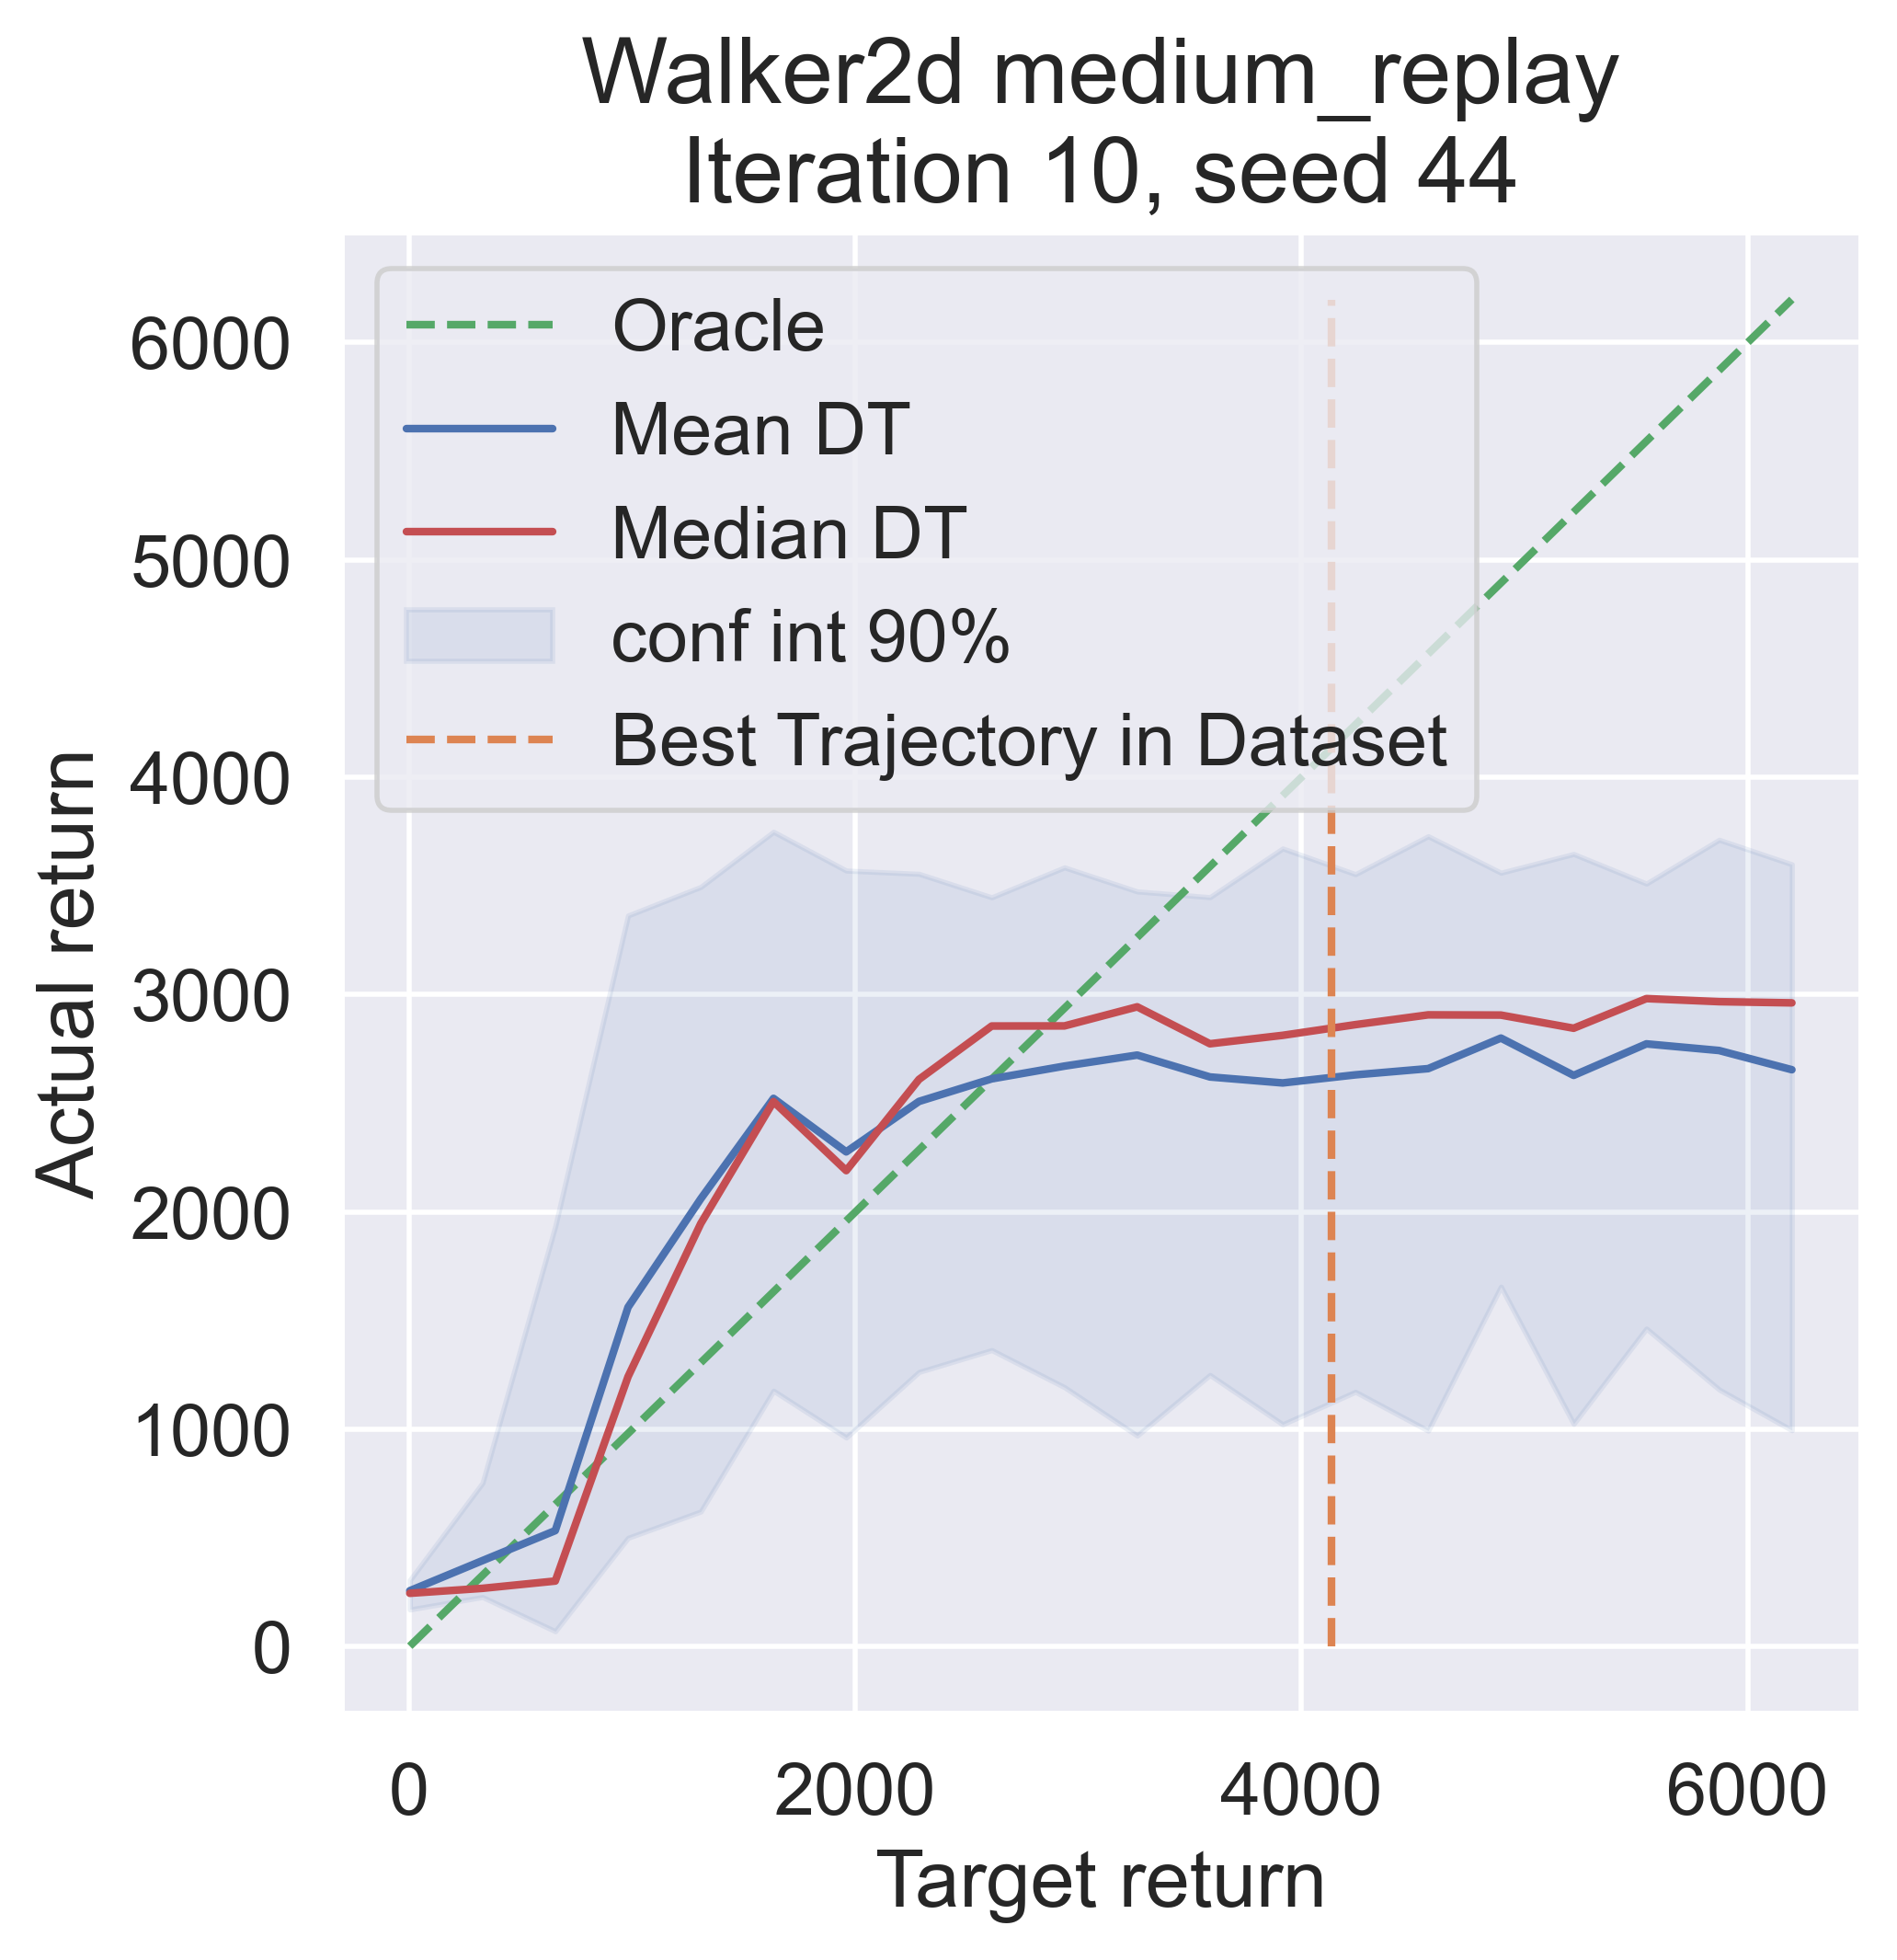 Walker2d medium_replay
Iteration 10, seed 44
Oracle
Mean DT
Median DT
conf int 90%
Best Trajectory in Dataset
Actual return
6000
5000
4000
3000
2000
1000
0
0 2000 4000 6000
Target return